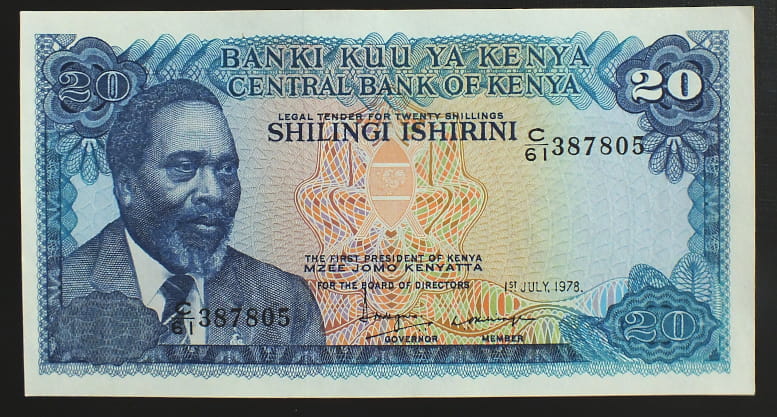 20
BANKI KUU YA KENYA
CENTRAL BANK OF KENYA
20
LEGAL TENDER FOR TWENTY SHILLINGS
SHILINGI ISHIRINI
C/61 387805
THE FIRST PRESIDENT OF KENYA
MZEE JOMO KENYATTA
FOR THE BOARD OF DIRECTORS
1ST JULY, 1978.
C/61 387805
GOVERNOR
MEMBER
20